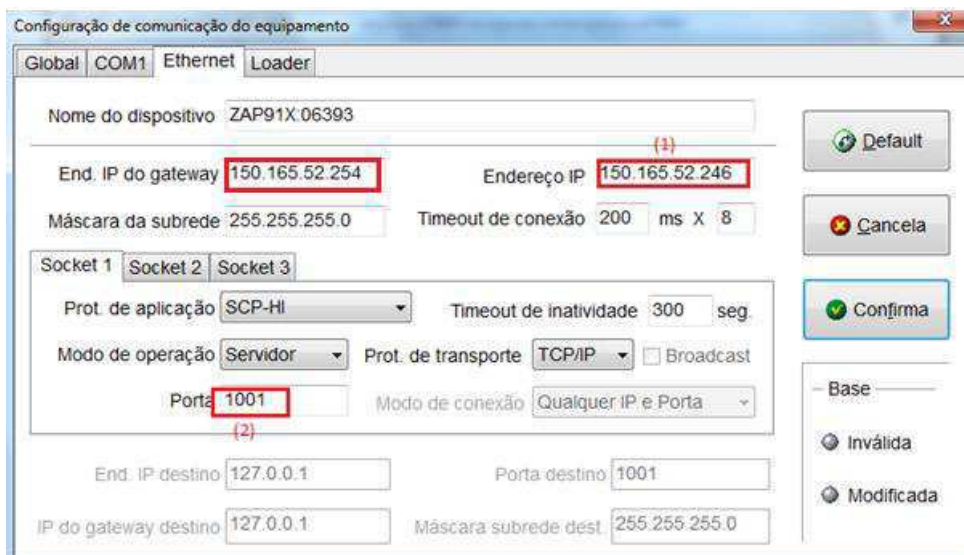 Configuração de comunicação do equipamento
Global COM1 Ethernet Loader
Nome do dispositivo ZAP91X:06393
Default
(1)
End. IP do gateway 150.165.52.254 Endereço IP 150.165.52.246
Máscara da subrede 255.255.255.0 Timeout de conexão 200 ms X 8
Cancela
Socket 1 Socket 2 Socket 3
Prot. de aplicação SCP-HI Timeout de inatividade 300 seg.
Confirma
Modo de operação Servidor Prot. de transporte TCP/IP Broadcast
Base
Porta 1001 Modo de conexão Qualquer IP e Porta
(2)
Inválida
End. IP destino 127.0.0.1 Porta destino 1001
Modificada
IP do gateway destino 127.0.0.1 Máscara subrede dest. 255.255.255.0